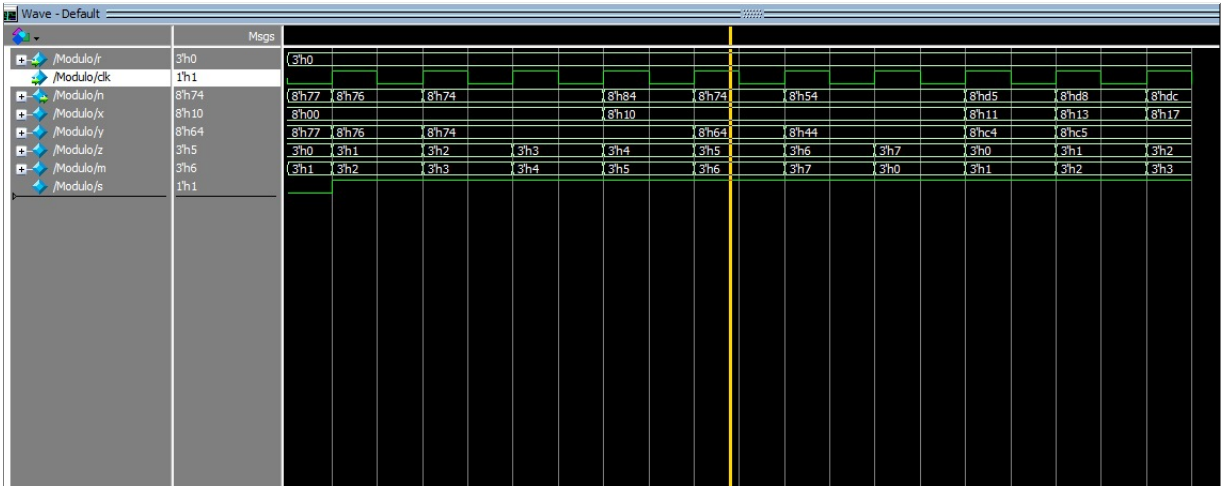 Wave - Default
Msgs
/Modulo/r 3'h0 3'h0
/Modulo/clk 1'h1
/Modulo/n 8'h74 8'h77 8'h76 8'h74 8'h84 8'h74 8'h54 8'hd5 8'hd8 8'hdc
/Modulo/x 8'h10 8'h00 8'h10 8'h11 8'h13 8'h17
/Modulo/y 8'h64 8'h77 8'h76 8'h74 8'h64 8'h44 8'hc4 8'hc5
/Modulo/z 3'h5 3'h0 3'h1 3'h2 3'h3 3'h4 3'h5 3'h6 3'h7 3'h0 3'h1 3'h2
/Modulo/m 3'h6 3'h1 3'h2 3'h3 3'h4 3'h5 3'h6 3'h7 3'h0 3'h1 3'h2 3'h3
/Modulo/s 1'h1